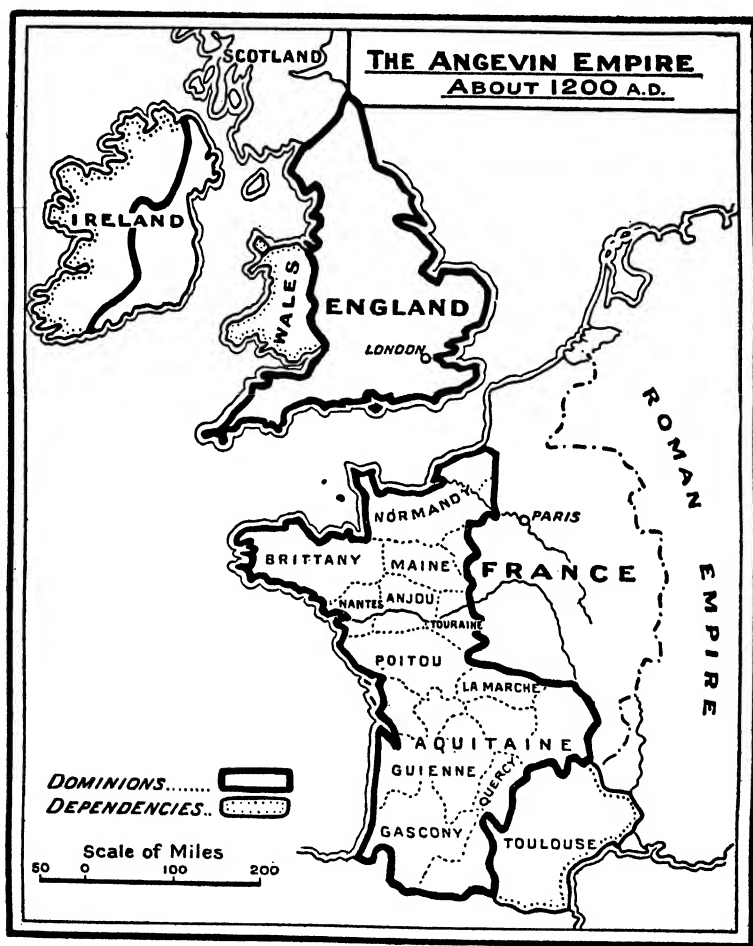 THE ANGEVIN EMPIRE
ABOUT 1200 A.D.
SCOTLAND
IRELAND
WALES
ENGLAND
LONDON
ROMAN EMPIRE
NORMANDY
PARIS
BRITTANY
MAINE
FRANCE
NANTES
ANJOU
TOURAINE
POITOU
LA MARCHE
AQUITAINE
GUIENNE
QUERCY
GASCONY
TOULOUSE
DOMINIONS........
DEPENDENCIES..
Scale of Miles
50 0 100 200